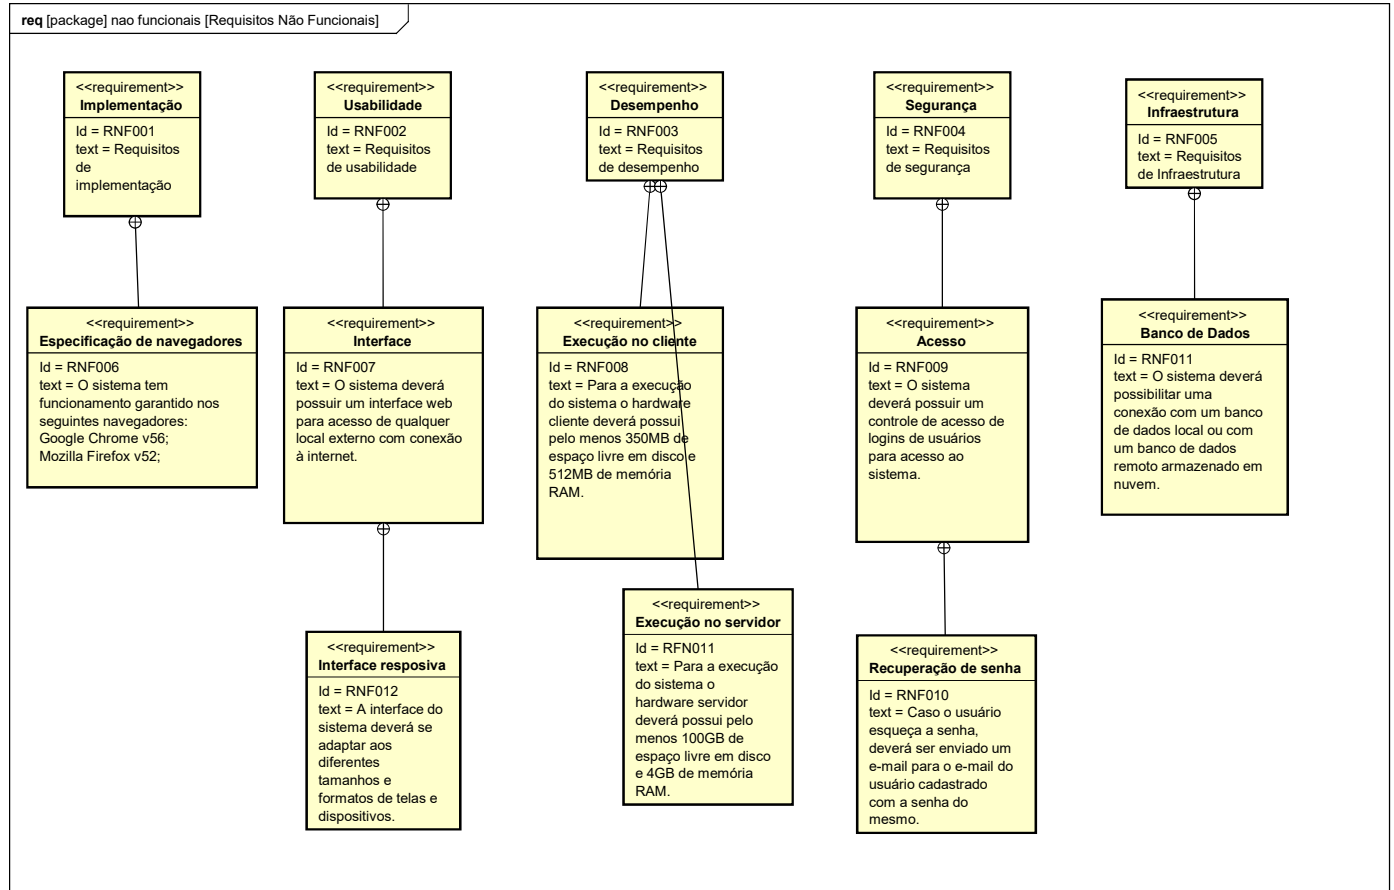 req [package] nao funcionais [Requisitos Não Funcionais]
<<requirement>>
Implementação
Id = RNF001
text = Requisitos
de
implementação
<<requirement>>
Usabilidade
Id = RNF002
text = Requisitos
de usabilidade
<<requirement>>
Desempenho
Id = RNF003
text = Requisitos
de desempenho
<<requirement>>
Segurança
Id = RNF004
text = Requisitos
de segurança
<<requirement>>
Infraestrutura
Id = RNF005
text = Requisitos
de Infraestrutura
<<requirement>>
Especificação de navegadores
Id = RNF006
text = O sistema tem
funcionamento garantido nos
seguintes navegadores:
Google Chrome v56;
Mozilla Firefox v52;
<<requirement>>
Interface
Id = RNF007
text = O sistema deverá
possuir um interface web
para acesso de qualquer
local externo com conexão
à internet.
<<requirement>>
Execução no cliente
Id = RNF008
text = Para a execução
do sistema o hardware
cliente deverá possui
pelo menos 350MB de
espaço livre em disco e
512MB de memória
RAM.
<<requirement>>
Acesso
Id = RNF009
text = O sistema
deverá possuir um
controle de acesso de
logins de usuários
para acesso ao
sistema.
<<requirement>>
Banco de Dados
Id = RNF011
text = O sistema deverá
possibilitar uma
conexão com um banco
de dados local ou com
um banco de dados
remoto armazenado em
nuvem.
<<requirement>>
Interface resposiva
Id = RNF012
text = A interface do
sistema deverá se
adaptar aos
diferentes
tamanhos e
formatos de telas e
dispositivos.
<<requirement>>
Execução no servidor
Id = RFN011
text = Para a execução
do sistema o
hardware servidor
deverá possui pelo
menos 100GB de
espaço livre em disco
e 4GB de memória
RAM.
<<requirement>>
Recuperação de senha
Id = RNF010
text = Caso o usuário
esqueça a senha,
deverá ser enviado um
e-mail para o e-mail do
usuário cadastrado
com a senha do
mesmo.